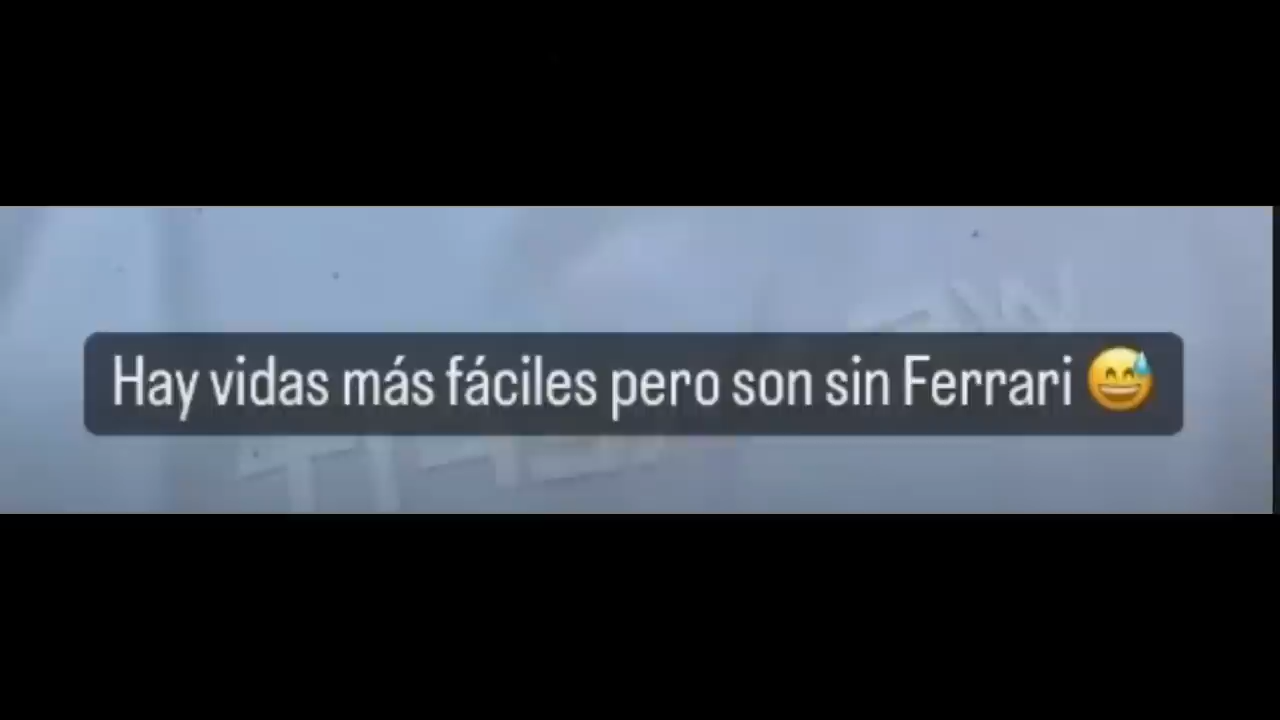 Hay vidas más fáciles pero son sin Ferrari 😅